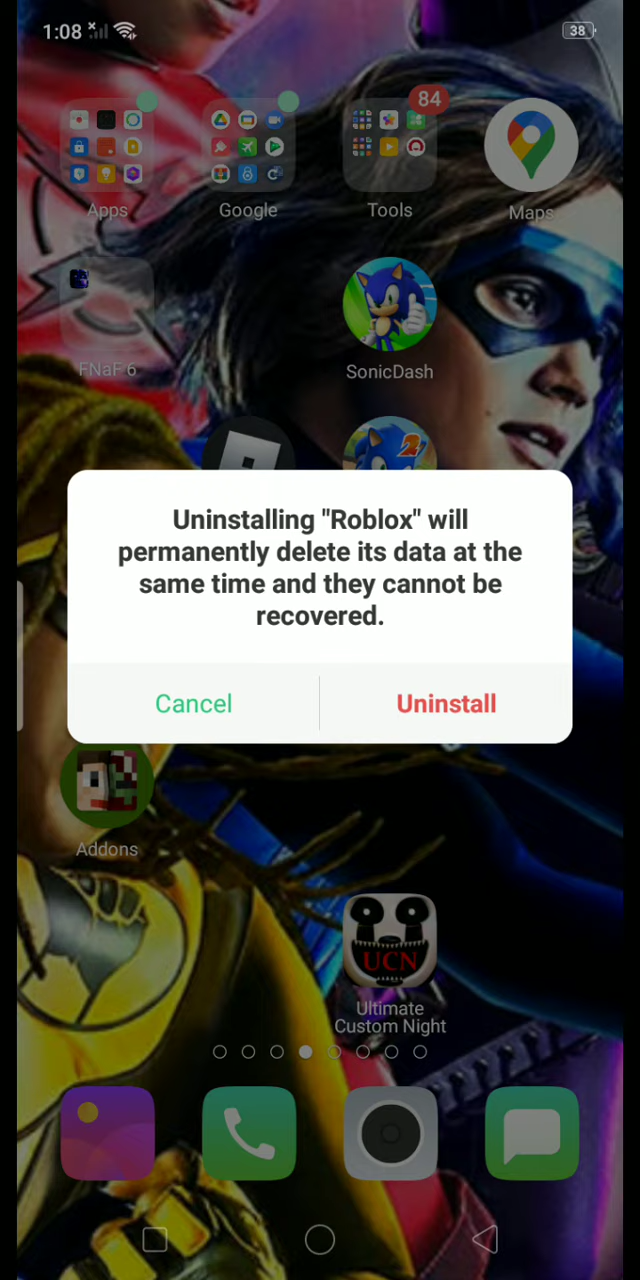 1:08
38
84
Apps
Google
Tools
Maps
FNaF 6
SonicDash
2
Uninstalling "Roblox" will
permanently delete its data at the
same time and they cannot be
recovered.
Cancel
Uninstall
Addons
UCN
Ultimate
Custom Night